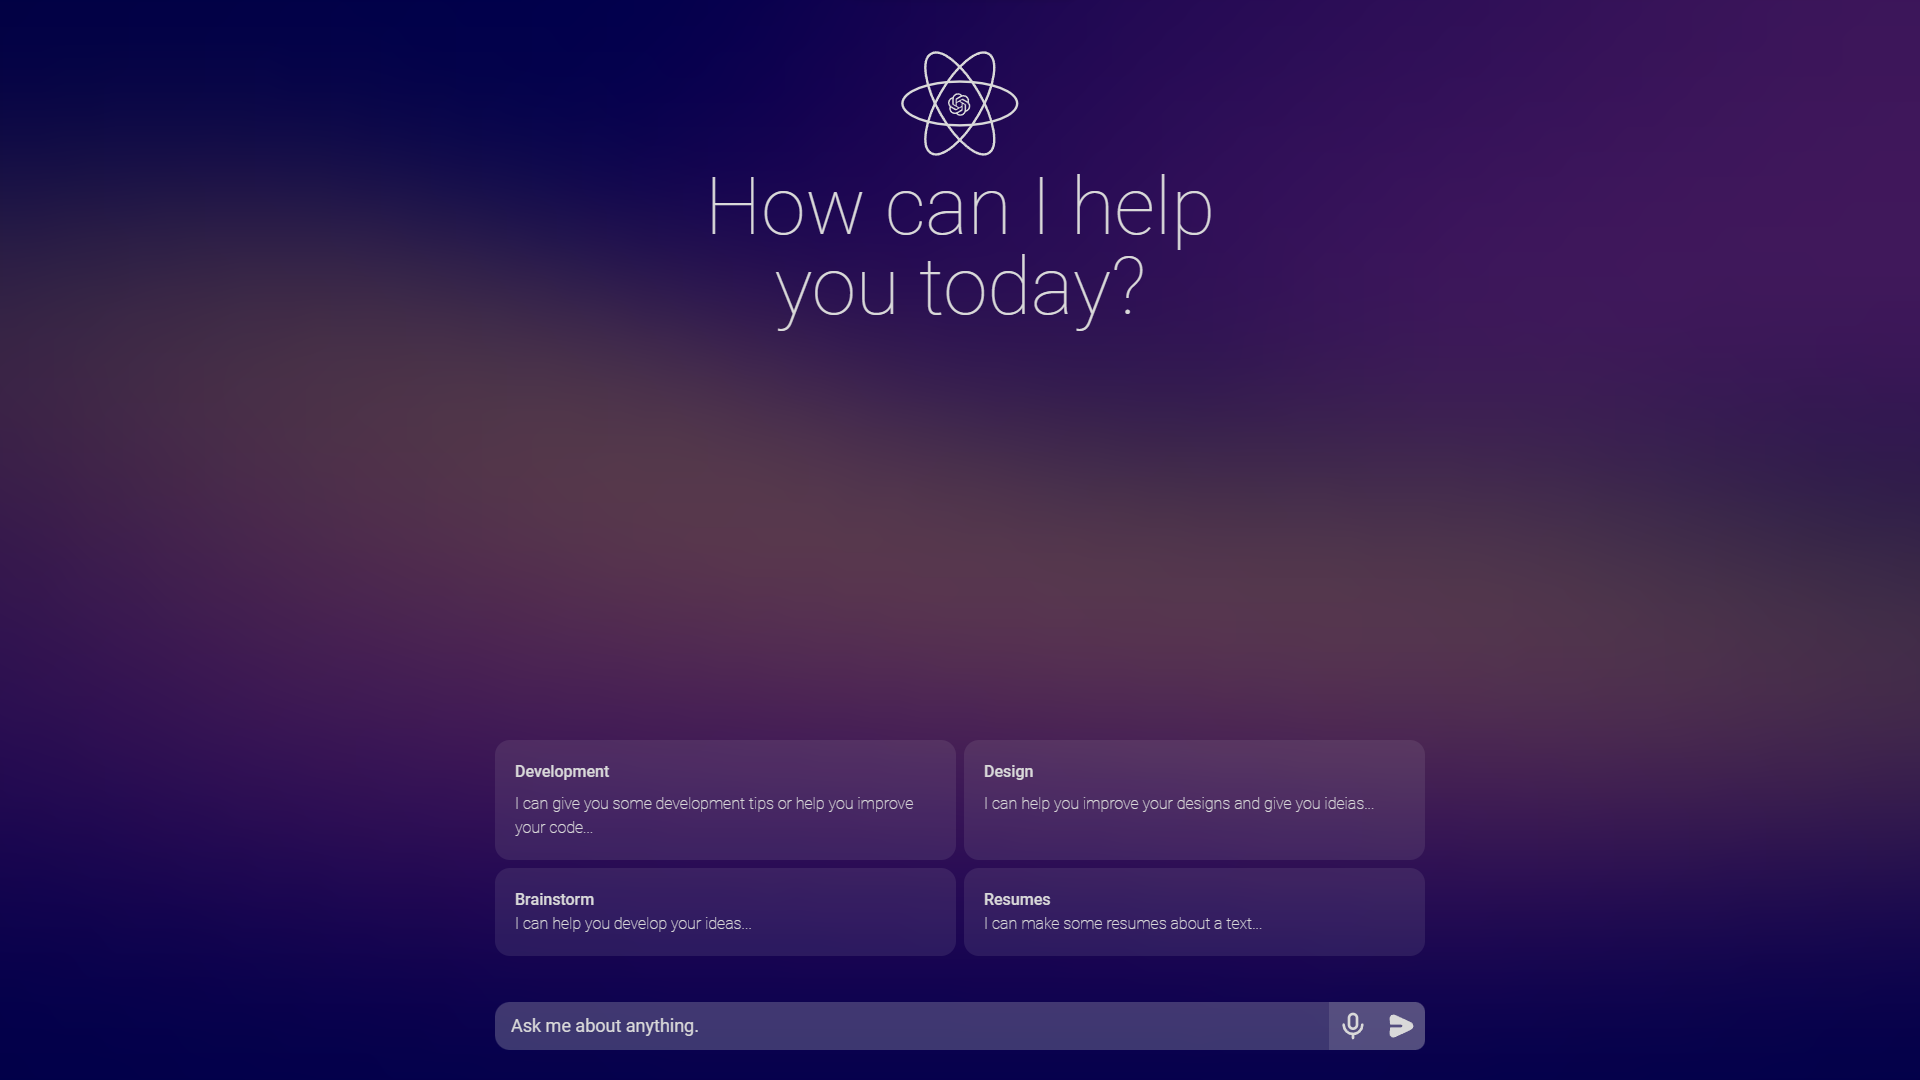 How can I help
you today?
Development
I can give you some development tips or help you improve
your code...
Design
I can help you improve your designs and give you ideias...
Brainstorm
I can help you develop your ideas...
Resumes
I can make some resumes about a text...
Ask me about anything.